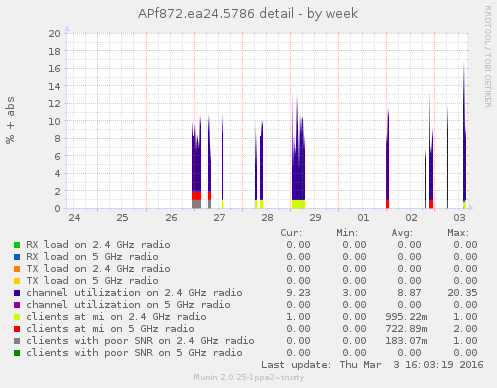 APf872.ea24.5786 detail - by week
RRDTOOL / TOBI OETIKER
% + abs
20
18
16
14
12
10
8
6
4
2
0
24 25 26 27 28 29 01 02 03
Cur: Min: Avg: Max:
RX load on 2.4 GHz radio 0.00 0.00 0.00 0.00
RX load on 5 GHz radio 0.00 0.00 0.00 0.00
TX load on 2.4 GHz radio 0.00 0.00 0.00 0.00
TX load on 5 GHz radio 0.00 0.00 0.00 0.00
channel utilization on 2.4 GHz radio 9.23 3.00 8.87 20.35
channel utilization on 5 GHz radio 0.00 0.00 0.00 0.00
clients at mi on 2.4 GHz radio 1.00 0.00 995.22m 1.00
clients at mi on 5 GHz radio 0.00 0.00 722.89m 2.00
clients with poor SNR on 2.4 GHz radio 0.00 0.00 183.07m 1.00
clients with poor SNR on 5 GHz radio 0.00 0.00 0.00 0.00
Last update: Thu Mar 3 16:03:19 2016
Munin 2.0.25-1ppa2~trusty